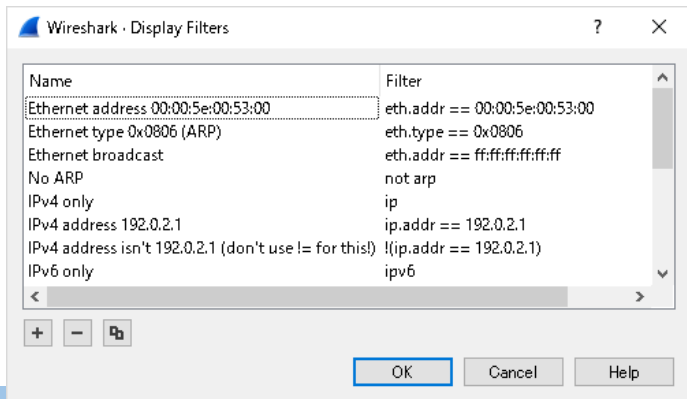 Wireshark · Display Filters ? ×
Name Filter
Ethernet address 00:00:5e:00:53:00 eth.addr == 00:00:5e:00:53:00
Ethernet type 0x0806 (ARP) eth.type == 0x0806
Ethernet broadcast eth.addr == ff:ff:ff:ff:ff:ff
No ARP not arp
IPv4 only ip
IPv4 address 192.0.2.1 ip.addr == 192.0.2.1
IPv4 address isn't 192.0.2.1 (don't use != for this!) !(ip.addr == 192.0.2.1)
IPv6 only ipv6
+ −
OK Cancel Help